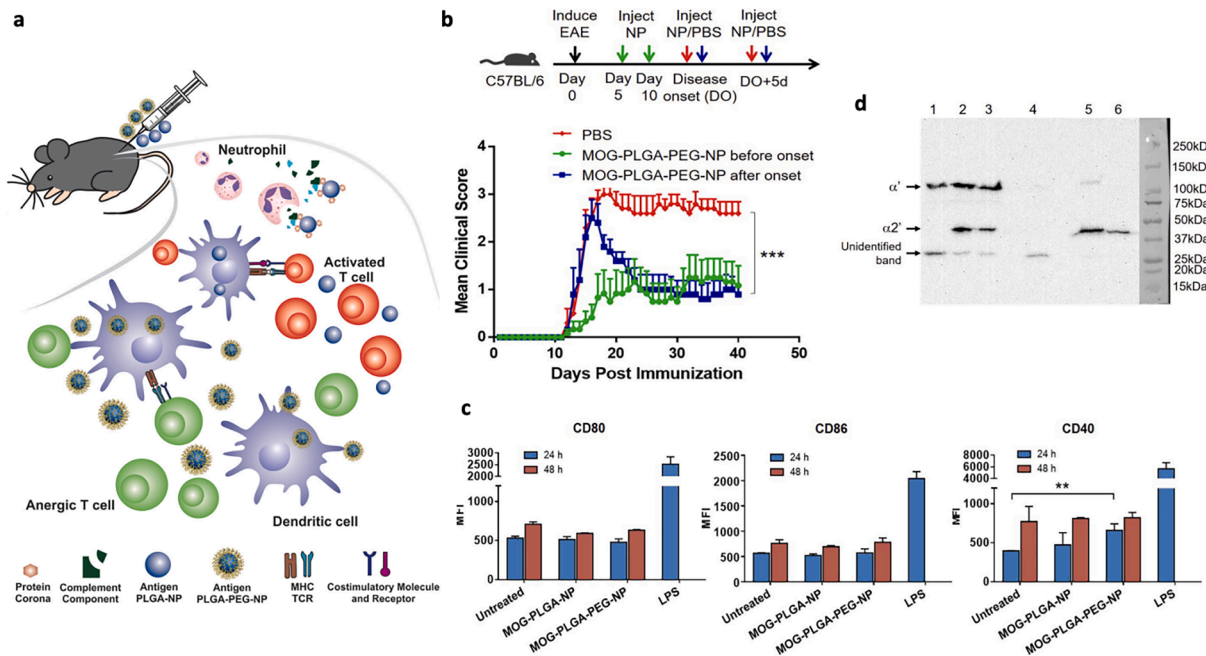 a
Neutrophil
Activated
T cell
Anergic T cell
Dendritic cell
Protein
Corona
Complement
Component
Antigen
PLGA-NP
Antigen
PLGA-PEG-NP
MHC
TCR
Costimulatory Molecule
and Receptor
b
Induce
EAE
Inject
NP
Inject
NP/PBS
Inject
NP/PBS
C57BL/6
Day
0
Day
5
Day
10
Disease
onset (DO)
DO+5d
PBS
MOG-PLGA-PEG-NP before onset
MOG-PLGA-PEG-NP after onset
Mean Clinical Score
4
3
2
1
0
***
0 10 20 30 40 50
Days Post Immunization
c
CD80
24 h
48 h
MFI
3000
2500
2000
1000
500
0
Untreated
MOG-PLGA-NP
MOG-PLGA-PEG-NP
LPS
CD86
24 h
48 h
MFI
2500
2000
1500
1000
500
0
Untreated
MOG-PLGA-NP
MOG-PLGA-PEG-NP
LPS
CD40
24 h
48 h
**
MFI
8000
6000
4000
2000
800
600
400
200
0
Untreated
MOG-PLGA-NP
MOG-PLGA-PEG-NP
LPS
d
1 2 3 4 5 6
α'
α2'
Unidentified
band
250kDa
150kDa
100kDa
75kDa
50kDa
37kDa
25kDa
20kDa
15kDa